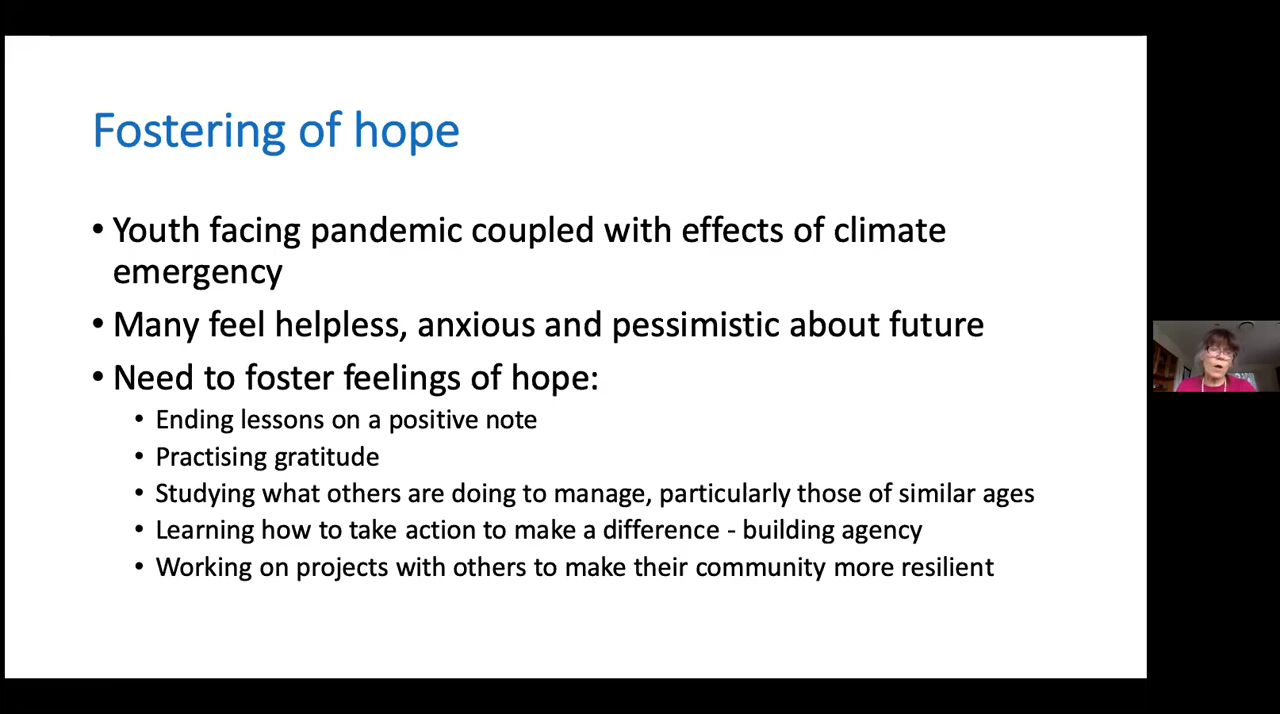 Fostering of hope
• Youth facing pandemic coupled with effects of climate
emergency
• Many feel helpless, anxious and pessimistic about future
• Need to foster feelings of hope:
• Ending lessons on a positive note
• Practising gratitude
• Studying what others are doing to manage, particularly those of similar ages
• Learning how to take action to make a difference - building agency
• Working on projects with others to make their community more resilient